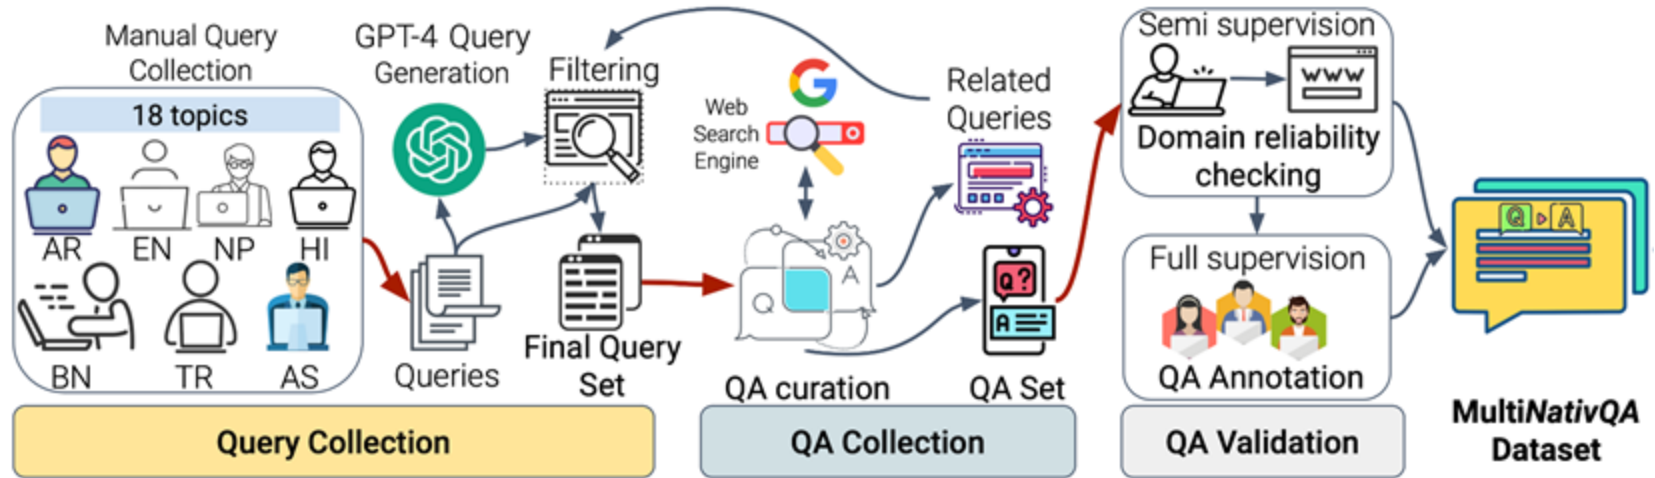 Manual Query
Collection
18 topics
AR
EN
NP
HI
BN
TR
AS
GPT-4 Query
Generation
Filtering
Queries
Final Query
Set
Query Collection
Web
Search
Engine
G
Related
Queries
Q
A
QA curation
Q?
A
QA Set
QA Collection
Semi supervision
www
Domain reliability
checking
Full supervision
QA Annotation
QA Validation
Q
A
MultiNativQA
Dataset